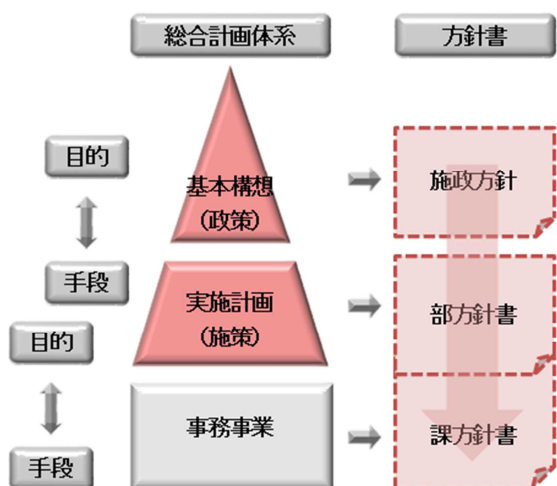 総合計画体系
方針書
目的
基本構想
(政策)
施政方針
手段
実施計画
(施策)
部方針書
目的
事務事業
課方針書
手段